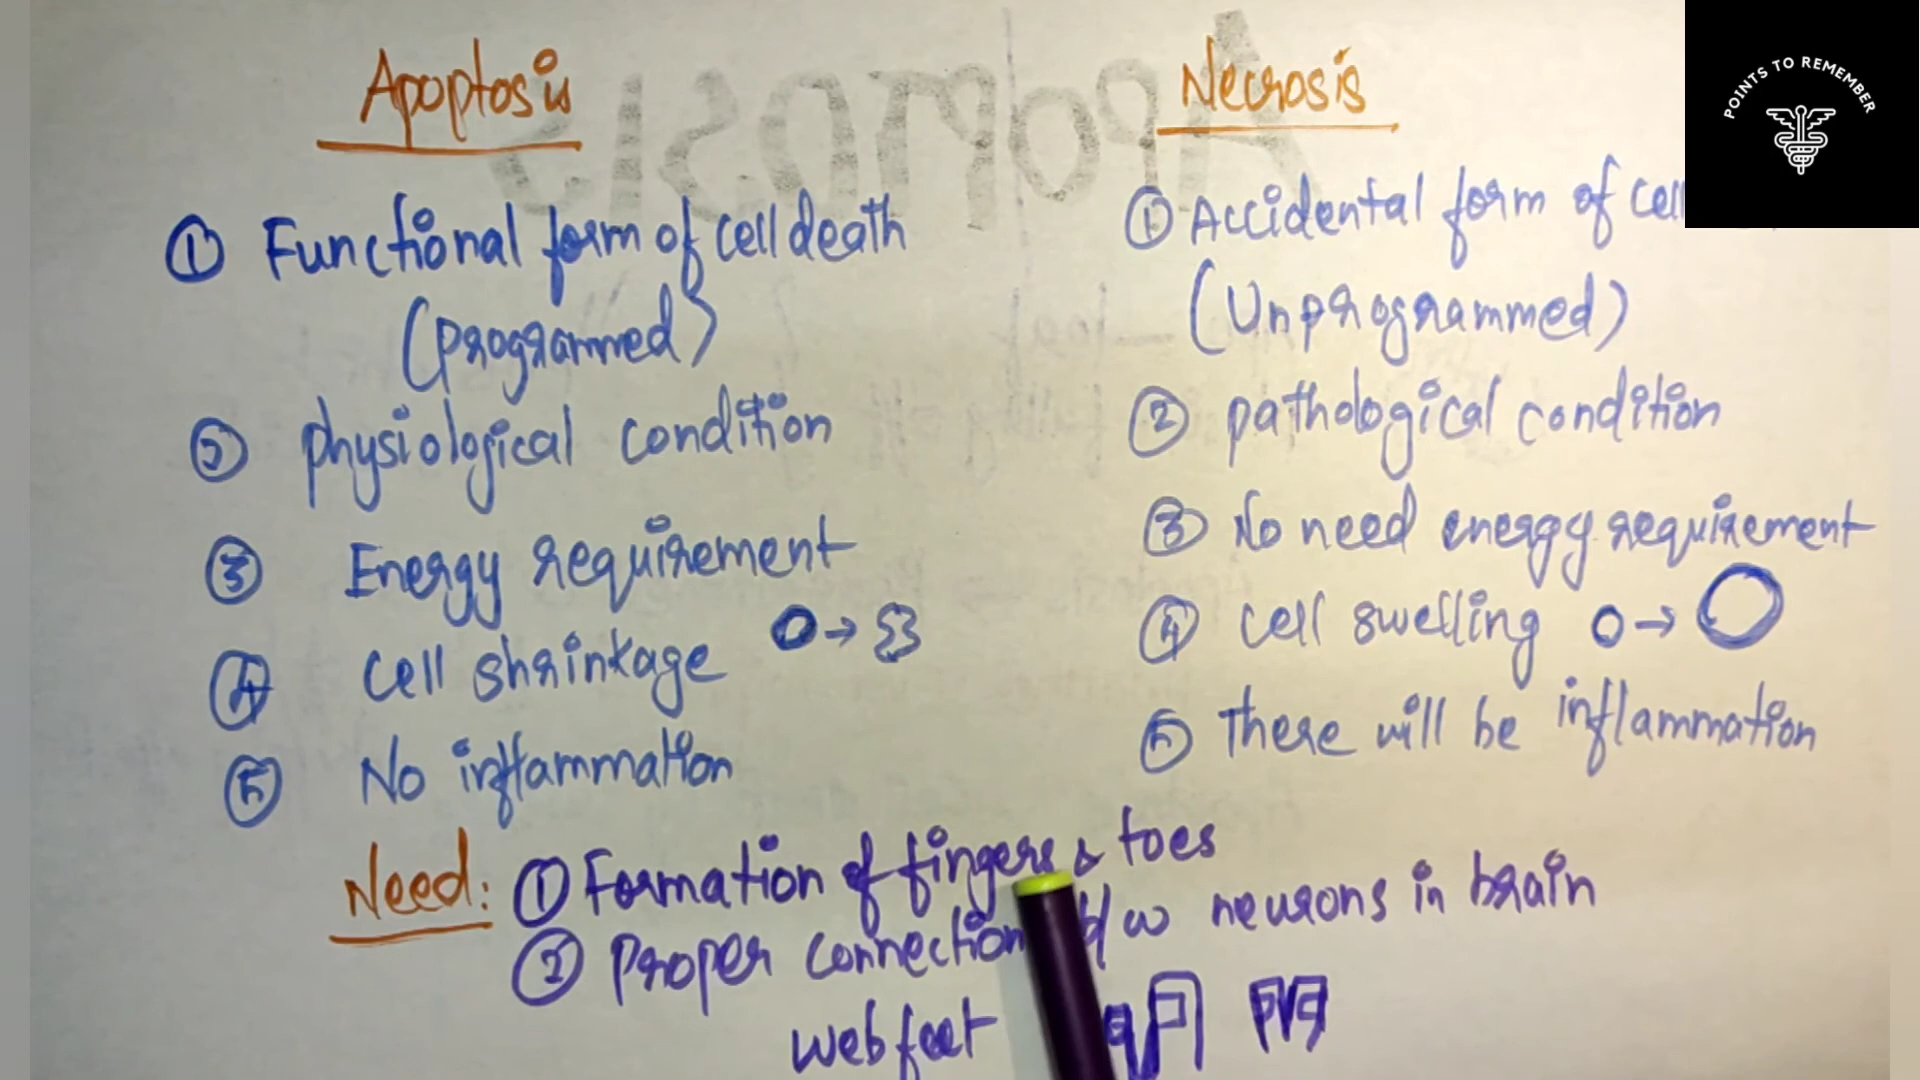 Apoptosis
① Functional form of cell death
(programmed)
② physiological condition
③ Energy requirement
④ cell shrinkage
⑤ No inflammation
Necrosis
① Accidental form of cell
(Unprogrammed)
② pathological condition
③ No need energy requirement
④ cell swelling
⑤ There will be inflammation
Need: ① Formation of fingers & toes
② Proper connection b/w neurons in brain
web feet
POINTS TO REMEMBER